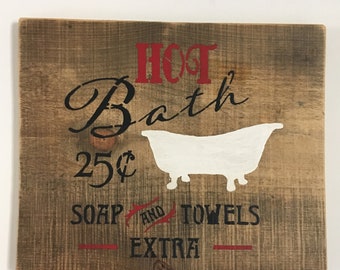 HOT
Bath
25¢
SOAP AND TOWELS
EXTRA